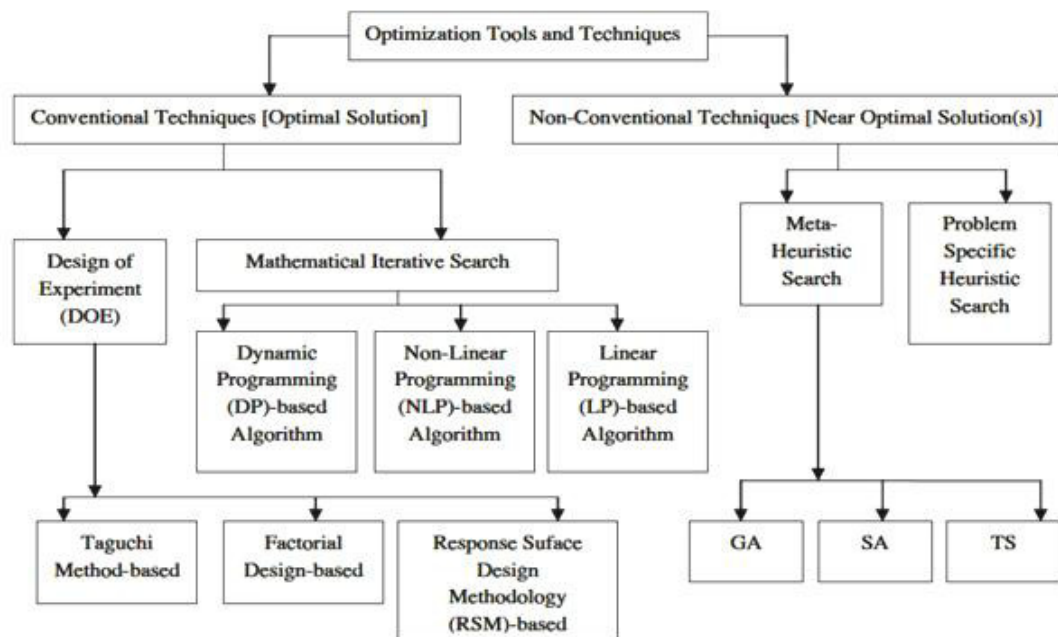 Optimization Tools and Techniques
Conventional Techniques [Optimal Solution]
Non-Conventional Techniques [Near Optimal Solution(s)]
Design of
Experiment
(DOE)
Mathematical Iterative Search
Meta-
Heuristic
Search
Problem
Specific
Heuristic
Search
Dynamic
Programming
(DP)-based
Algorithm
Non-Linear
Programming
(NLP)-based
Algorithm
Linear
Programming
(LP)-based
Algorithm
Taguchi
Method-based
Factorial
Design-based
Response Suface
Design
Methodology
(RSM)-based
GA
SA
TS